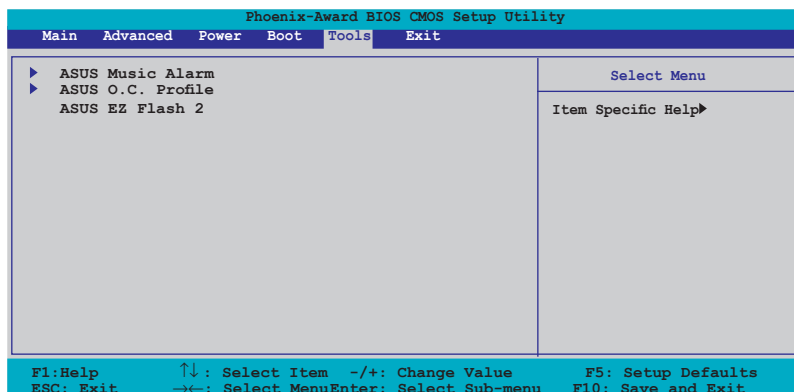 Phoenix-Award BIOS CMOS Setup Utility
Main Advanced Power Boot Tools Exit
ASUS Music Alarm
ASUS O.C. Profile
ASUS EZ Flash 2
Select Menu
Item Specific Help
F1:Help ↑↓: Select Item -/+: Change Value F5: Setup Defaults
ESC: Exit →←: Select MenuEnter: Select Sub-menu F10: Save and Exit